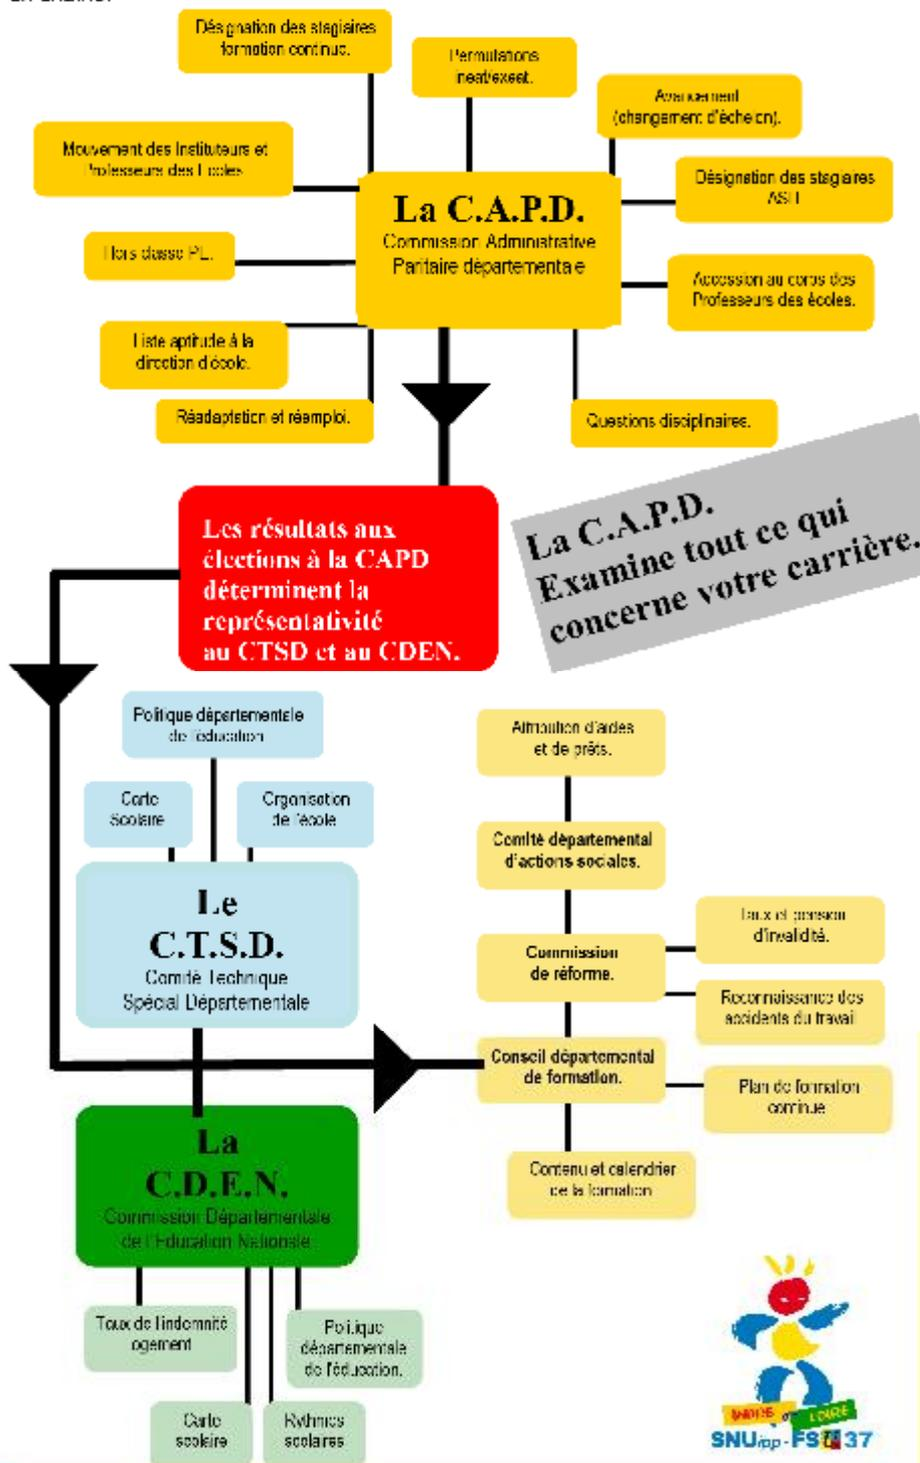 Désignation des stagiaires
formation continue.
Permutations
ineat/exeat.
Avancement
(changement d'échelon).
Mouvement des Instituteurs et
Professeurs des Ecoles
Désignation des stagiaires
ASH
La C.A.P.D.
Commission Administrative
Paritaire départementale
Hors classe PE.
Accession au corps des
Professeurs des écoles.
Liste aptitude à la
direction d'école.
Réadaptation et réemploi.
Questions disciplinaires.
La C.A.P.D.
Examine tout ce qui
concerne votre carrière.
Les résultats aux
élections à la CAPD
déterminent la
représentativité
au CTSD et au CDEN.
Politique départementale
de l'éducation
Carte
Scolaire
Organisation
de l'école
Le
C.T.S.D.
Comité Technique
Spécial Départementale
Attribution d'aides
et de prêts.
Comité départemental
d'actions sociales.
Commission
de réforme.
Taux et pension
d'invalidité.
Reconnaissance des
accidents du travail
Conseil départemental
de formation.
Plan de formation
continue
Contenu et calendrier
de la formation
La
C.D.E.N.
Commission Départementale
de l'Education Nationale
Taux de l'indemnité
logement
Politique
départementale
de l'éducation.
Carte
scolaire
Rythmes
scolaires
INDRE et LOIRE
SNUipp-FSU 37